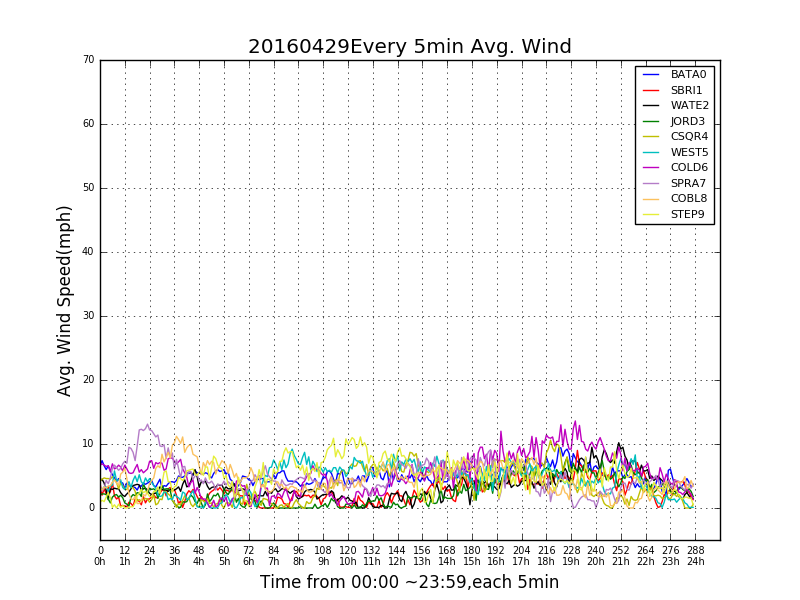 20160429Every 5min Avg. Wind
70
60
50
40
30
20
10
0
Avg. Wind Speed(mph)
BATA0
SBRI1
WATE2
JORD3
CSQR4
WEST5
COLD6
SPRA7
COBL8
STEP9
0 12 24 36 48 60 72 84 96 108 120 132 144 156 168 180 192 204 216 228 240 252 264 276 288
0h 1h 2h 3h 4h 5h 6h 7h 8h 9h 10h 11h 12h 13h 14h 15h 16h 17h 18h 19h 20h 21h 22h 23h 24h
Time from 00:00 ~23:59,each 5min